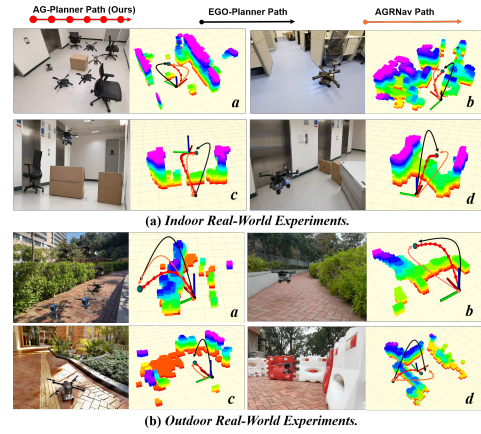 AG-Planner Path (Ours)
EGO-Planner Path
AGRNav Path
a
b
c
d
(a) Indoor Real-World Experiments.
a
b
c
d
(b) Outdoor Real-World Experiments.